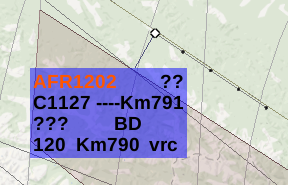 AFR1202 ??
C1127 ----Km791
??? BD
120 Km790 vrc